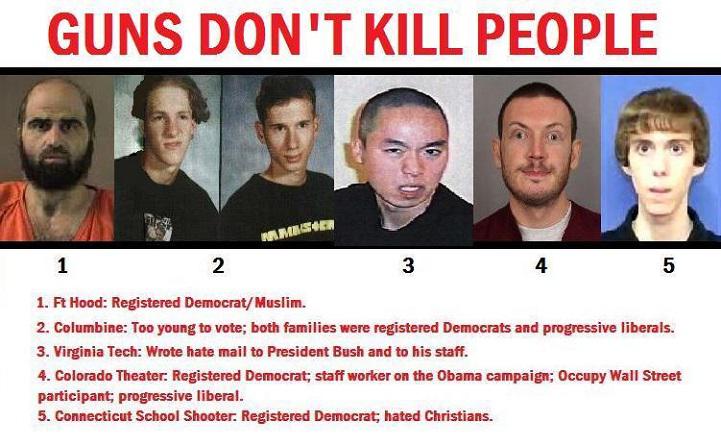 GUNS DON'T KILL PEOPLE
RAMMSTEIN
1
2
3
4
5
1. Ft Hood: Registered Democrat/Muslim.
2. Columbine: Too young to vote; both families were registered Democrats and progressive liberals.
3. Virginia Tech: Wrote hate mail to President Bush and to his staff.
4. Colorado Theater: Registered Democrat; staff worker on the Obama campaign; Occupy Wall Street
participant; progressive liberal.
5. Connecticut School Shooter: Registered Democrat; hated Christians.